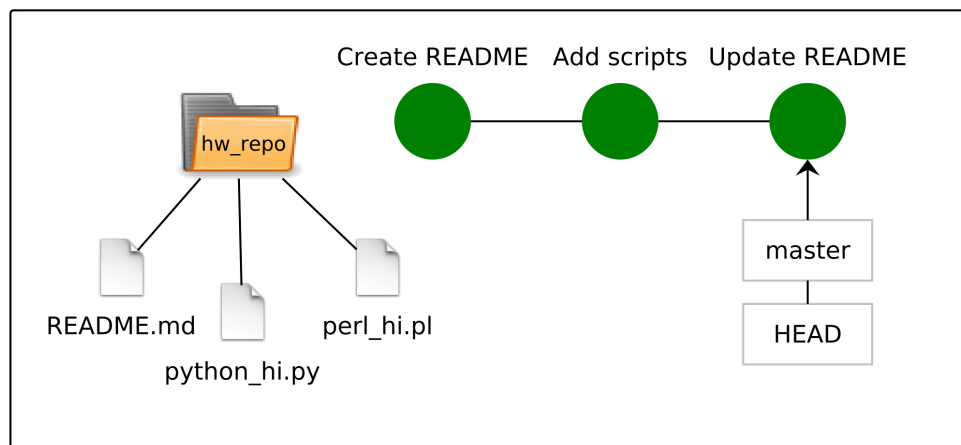 Create README
Add scripts
Update README
hw_repo
master
README.md
python_hi.py
perl_hi.pl
HEAD